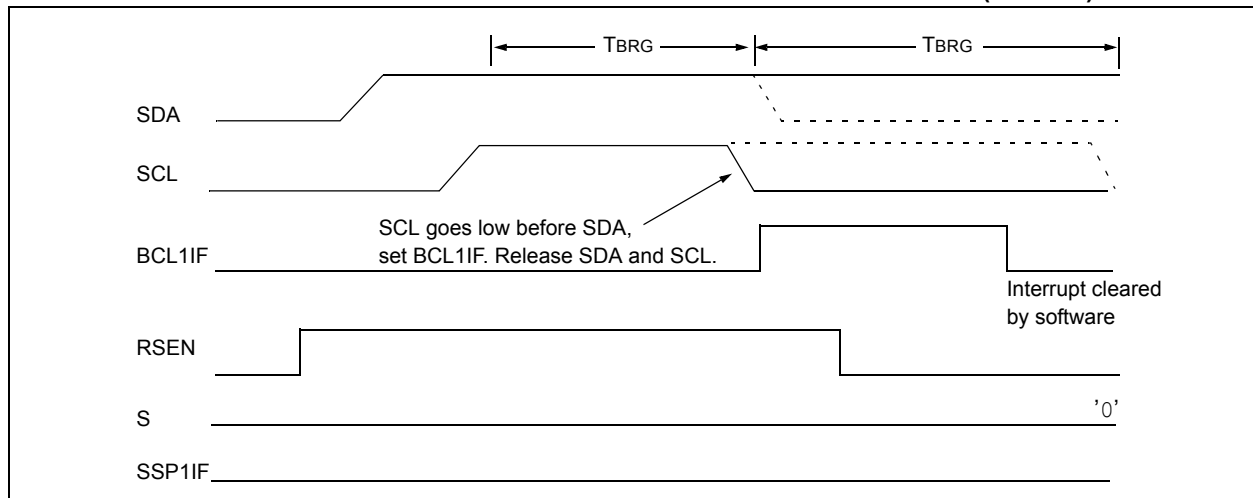 TBRG TBRG
SDA
SCL
SCL goes low before SDA,
set BCL1IF. Release SDA and SCL.
BCL1IF
Interrupt cleared
by software
RSEN
S '0'
SSP1IF